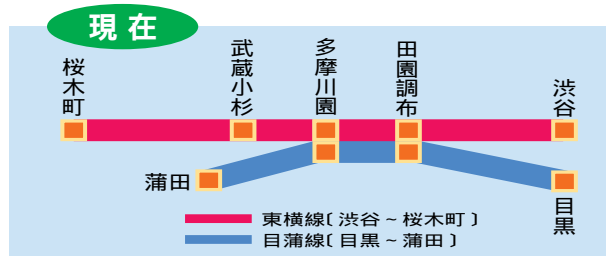 現在
桜木町
武蔵小杉
多摩川園
田園調布
渋谷
蒲田
目黒
東横線〔渋谷~桜木町〕
目蒲線〔目黒~蒲田〕